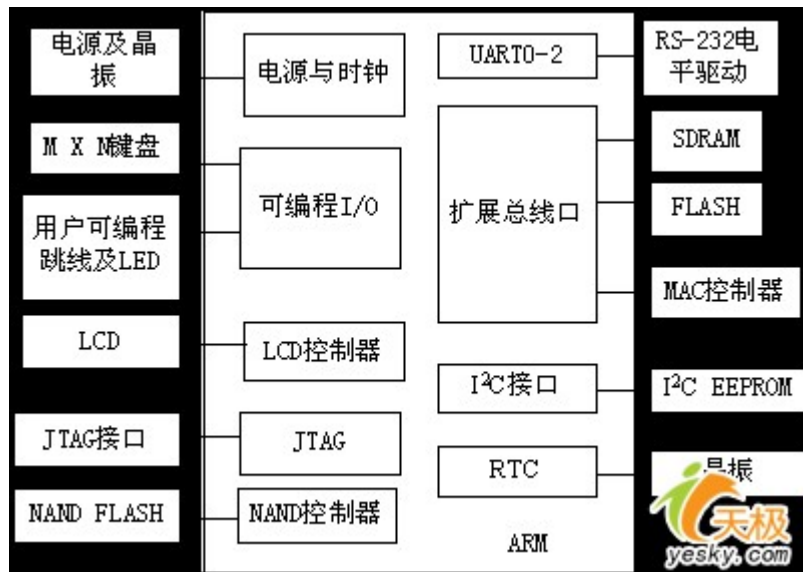 电源及晶
振
M X N键盘
用户可编程
跳线及LED
LCD
JTAG接口
NAND FLASH
电源与时钟
可编程I/O
LCD控制器
JTAG
NAND控制器
UART0-2
扩展总线口
I²C接口
RTC
ARM
RS-232电
平驱动
SDRAM
FLASH
MAC控制器
I²C EEPROM
晶振
天极
yesky.com